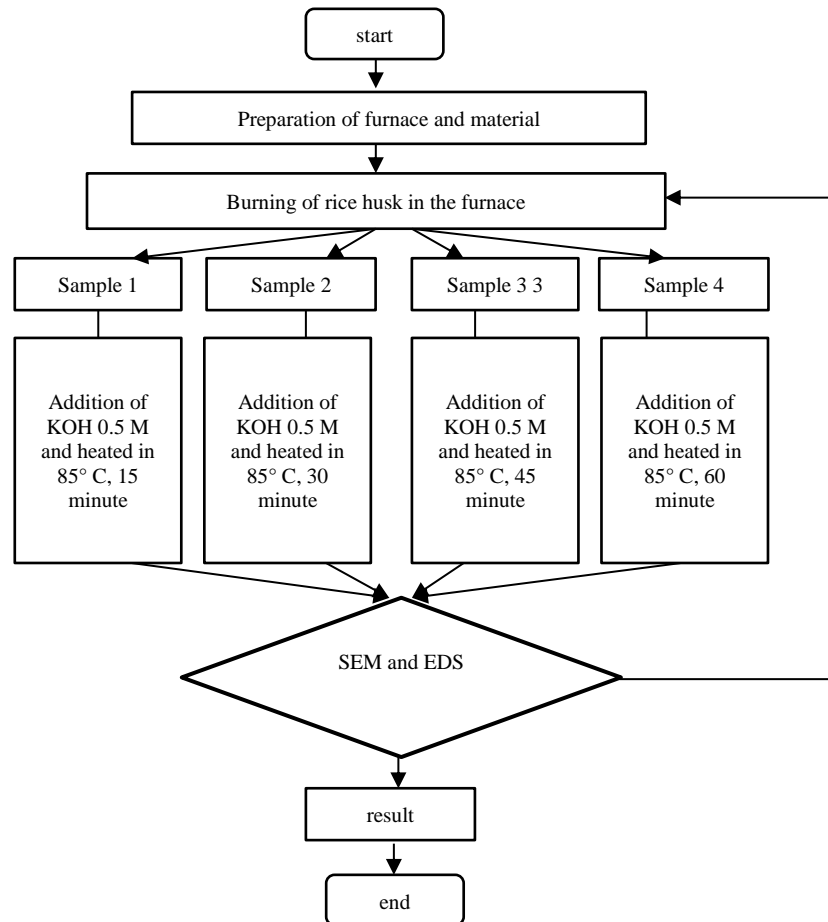 start
Preparation of furnace and material
Burning of rice husk in the furnace
Sample 1
Sample 2
Sample 3 3
Sample 4
Addition of
KOH 0.5 M
and heated in
85° C, 15
minute
Addition of
KOH 0.5 M
and heated in
85° C, 30
minute
Addition of
KOH 0.5 M
and heated in
85° C, 45
minute
Addition of
KOH 0.5 M
and heated in
85° C, 60
minute
SEM and EDS
result
end